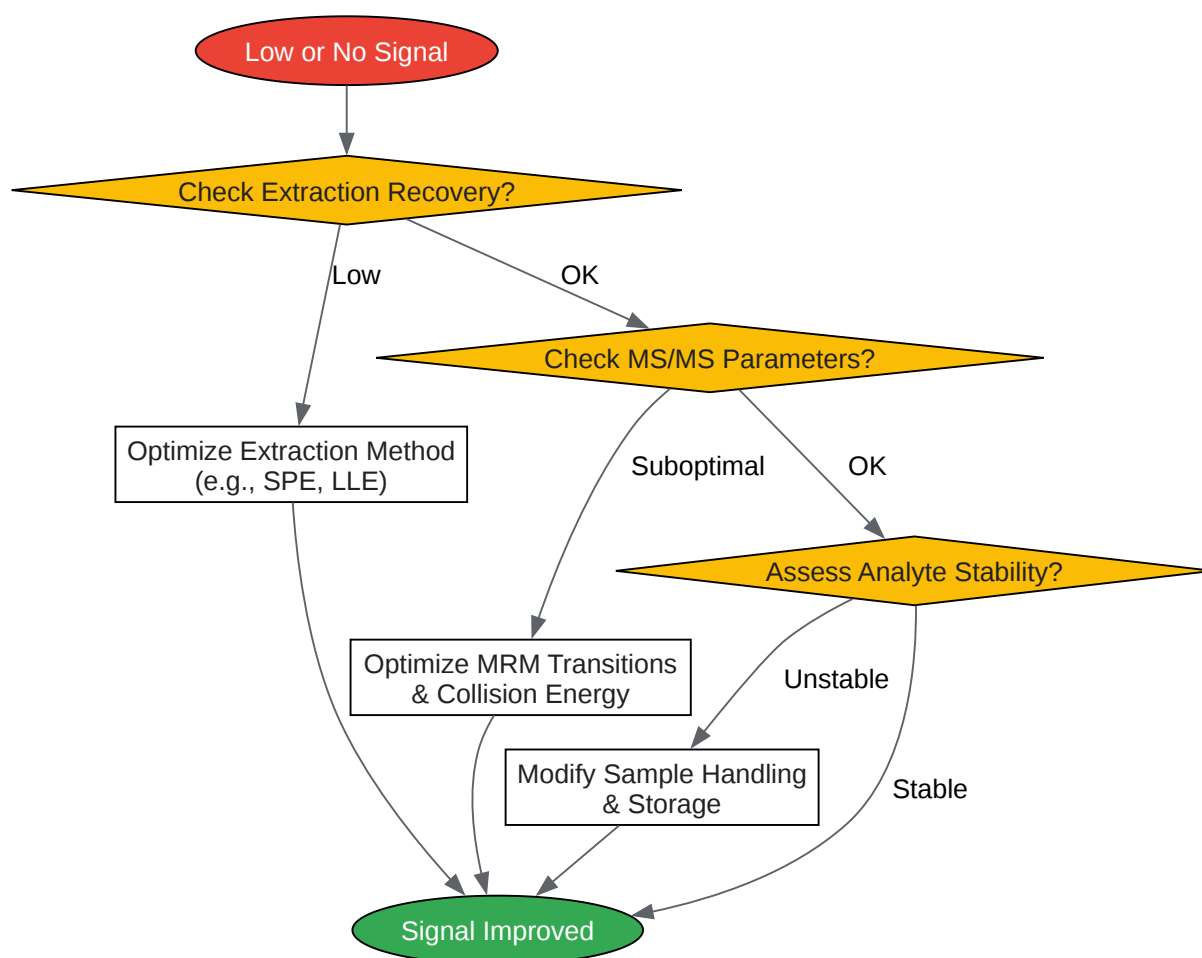 Low or No Signal
Check Extraction Recovery?
Low
OK
Check MS/MS Parameters?
Optimize Extraction Method
(e.g., SPE, LLE)
Suboptimal
OK
Assess Analyte Stability?
Optimize MRM Transitions
& Collision Energy
Unstable
Modify Sample Handling
& Storage
Stable
Signal Improved